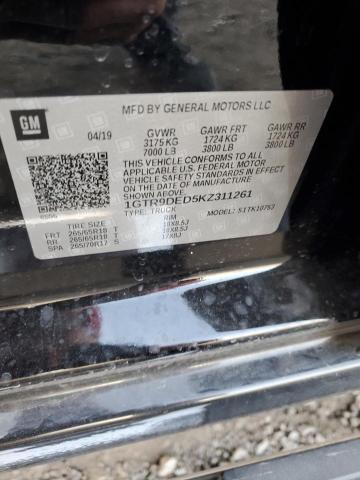 GM
MFD BY GENERAL MOTORS LLC
04/19 GVWR GAWR FRT GAWR RR
3175 KG 1724 KG 1724 KG
7000 LB 3800 LB 3800 LB
THIS VEHICLE CONFORMS TO ALL
APPLICABLE U.S. FEDERAL MOTOR
VEHICLE SAFETY STANDARDS IN EFFECT
ON THE DATE OF MANUFACTURE SHOWN ABOVE.
1GTR9DED5KZ311261
TYPE: TRUCK MODEL: S1TK10753
TIRE SIZE RIM
FRT 265/65R18 T 18X8.5J
RR 265/65R18 T 18X8.5J
SPA 265/70R17 S 17X8J